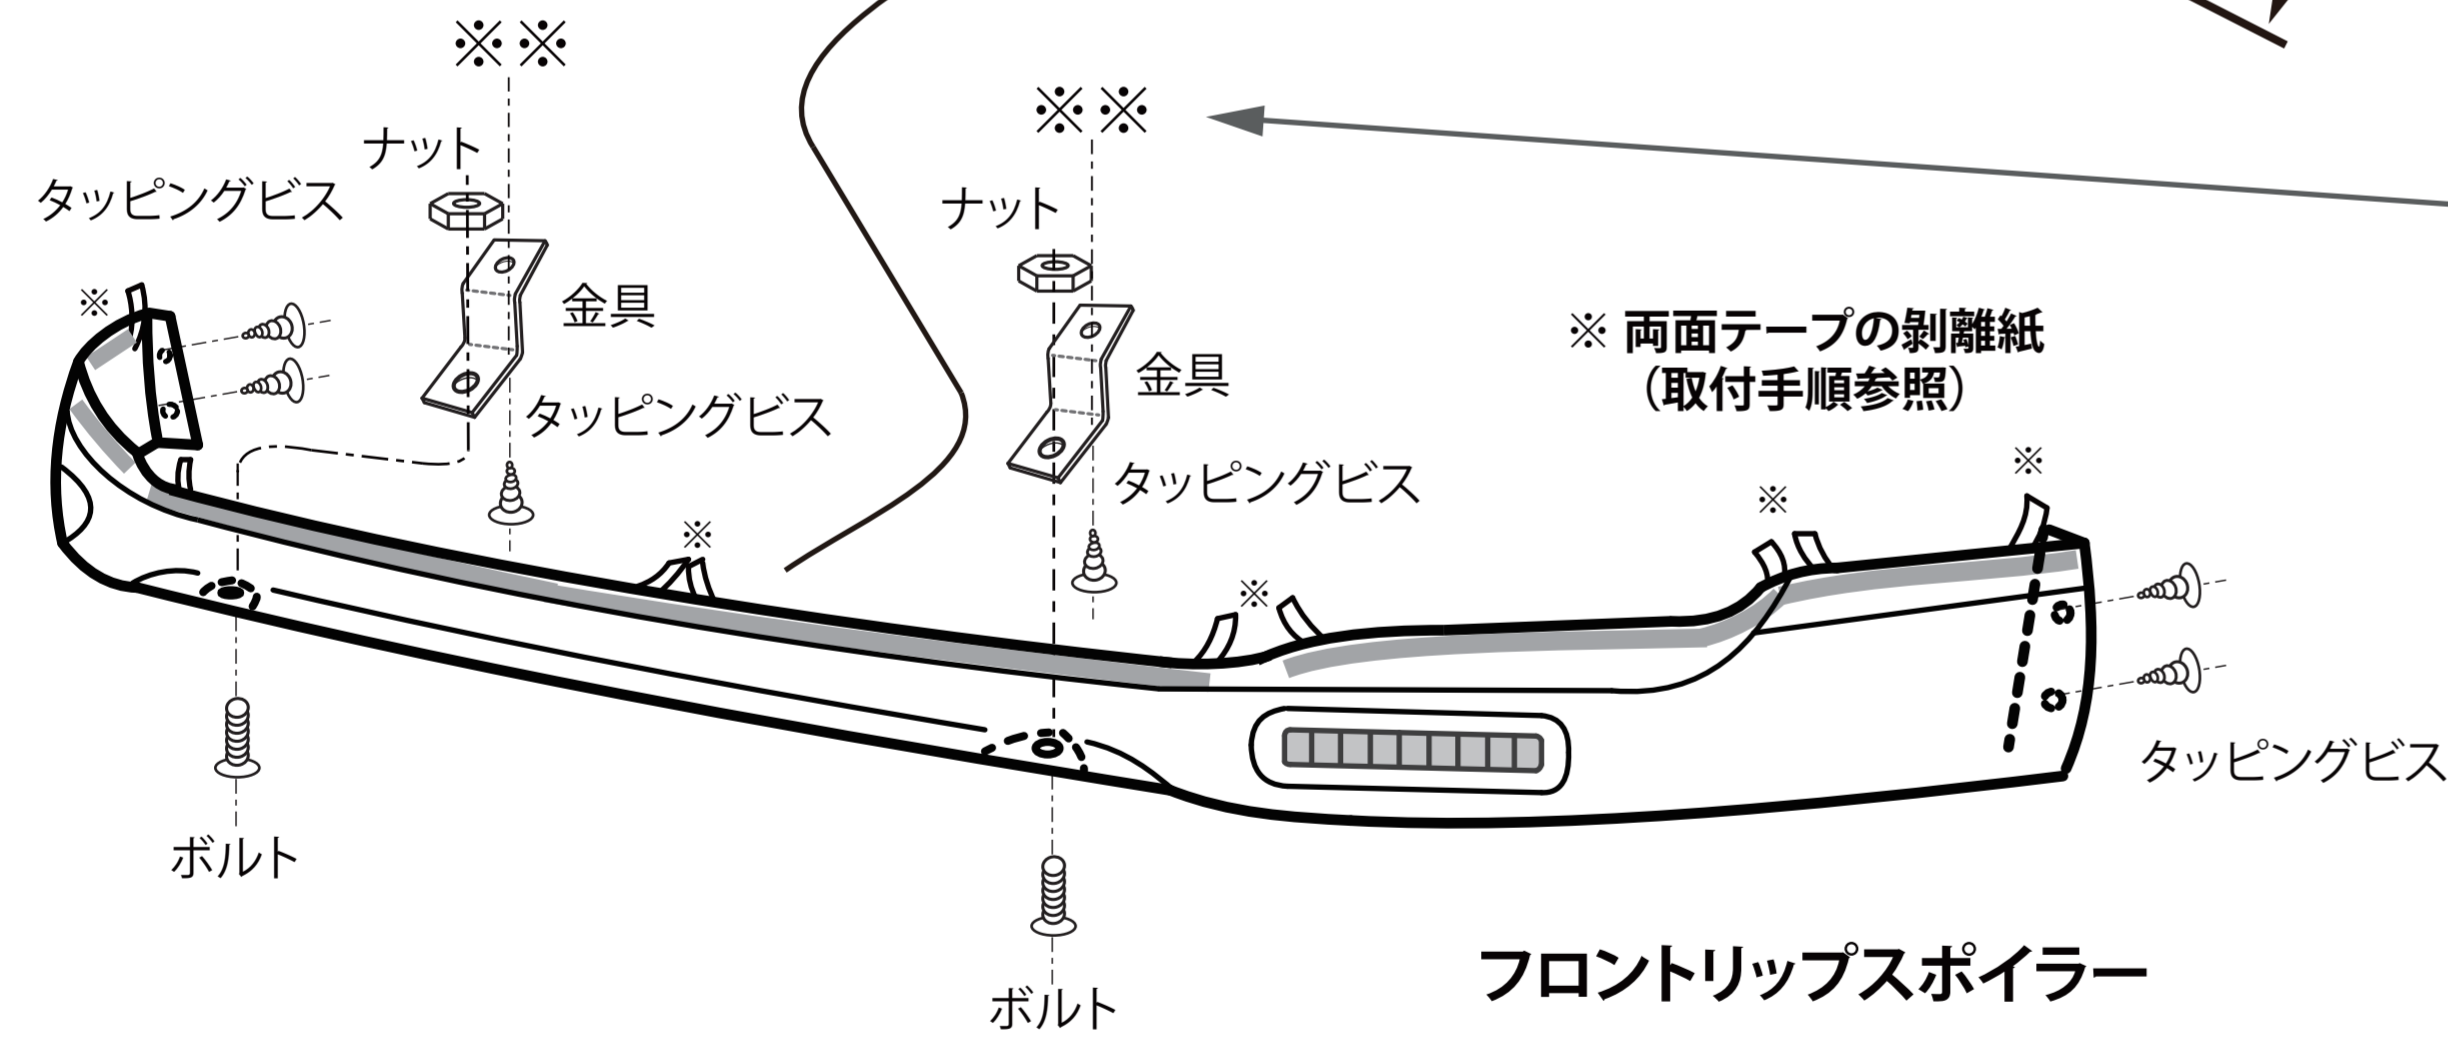 ※※
※※
ナット
タッピングビス
ナット
※
金具
※ 両面テープの剥離紙
（取付手順参照）
金具
タッピングビス
タッピングビス
※
※
※
※
タッピングビス
ボルト
フロントリップスポイラー
ボルト